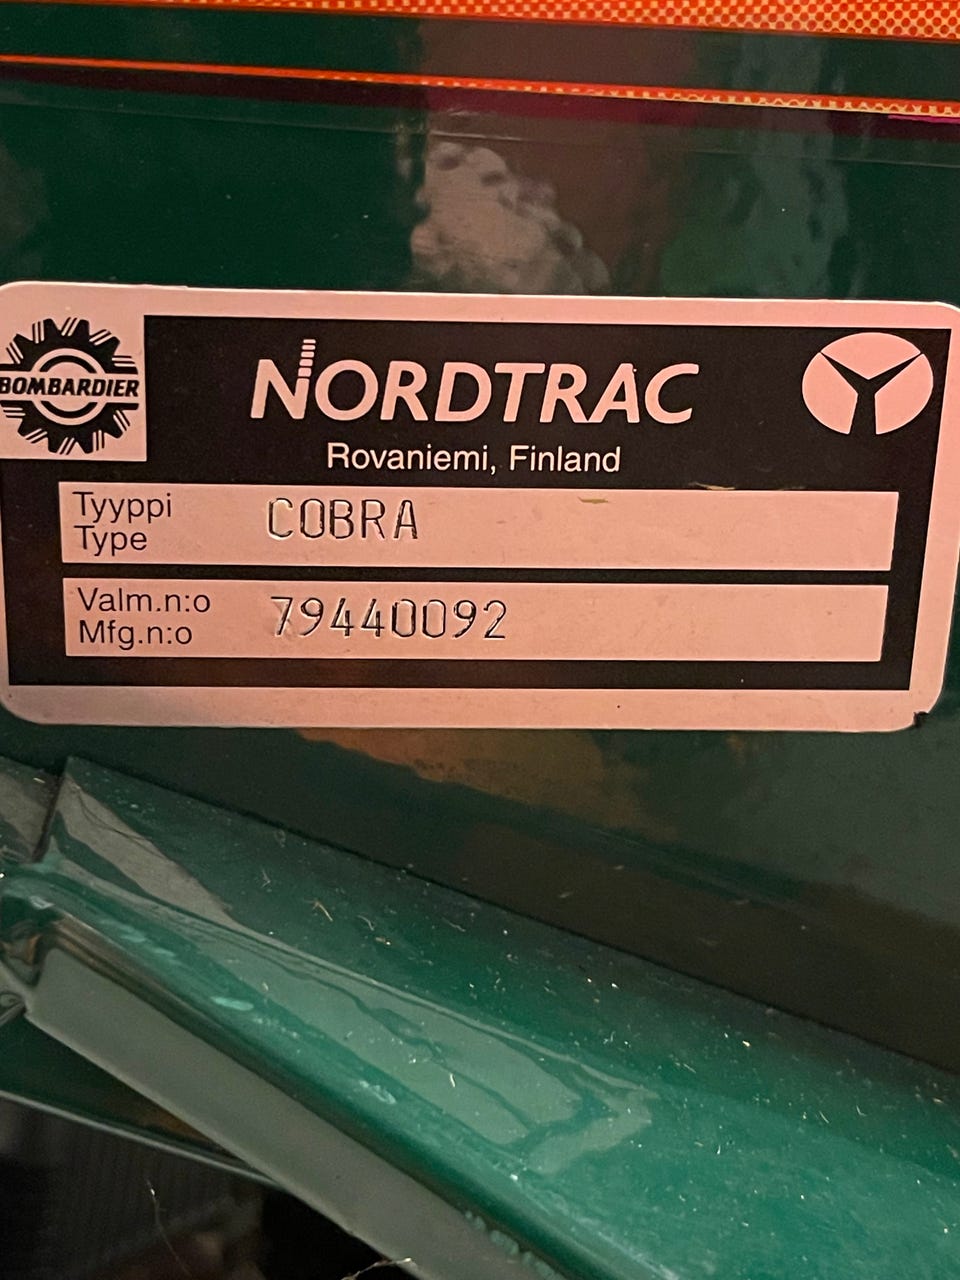 BOMBARDIER
NORDTRAC
Rovaniemi, Finland
Tyyppi
Type
COBRA
Valm.n:o
Mfg.n:o
79440092